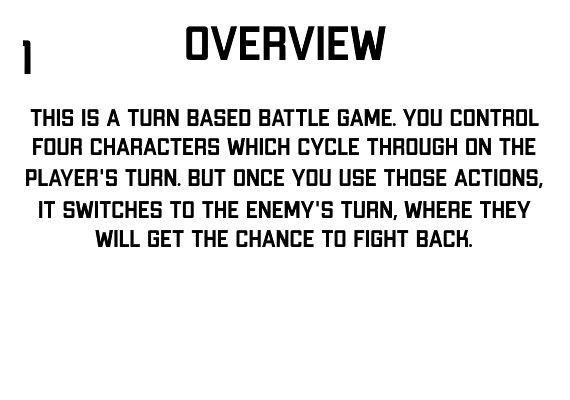 OVERVIEW
1
THIS IS A TURN BASED BATTLE GAME. YOU CONTROL
FOUR CHARACTERS WHICH CYCLE THROUGH ON THE
PLAYER'S TURN. BUT ONCE YOU USE THOSE ACTIONS,
IT SWITCHES TO THE ENEMY'S TURN, WHERE THEY
WILL GET THE CHANCE TO FIGHT BACK.